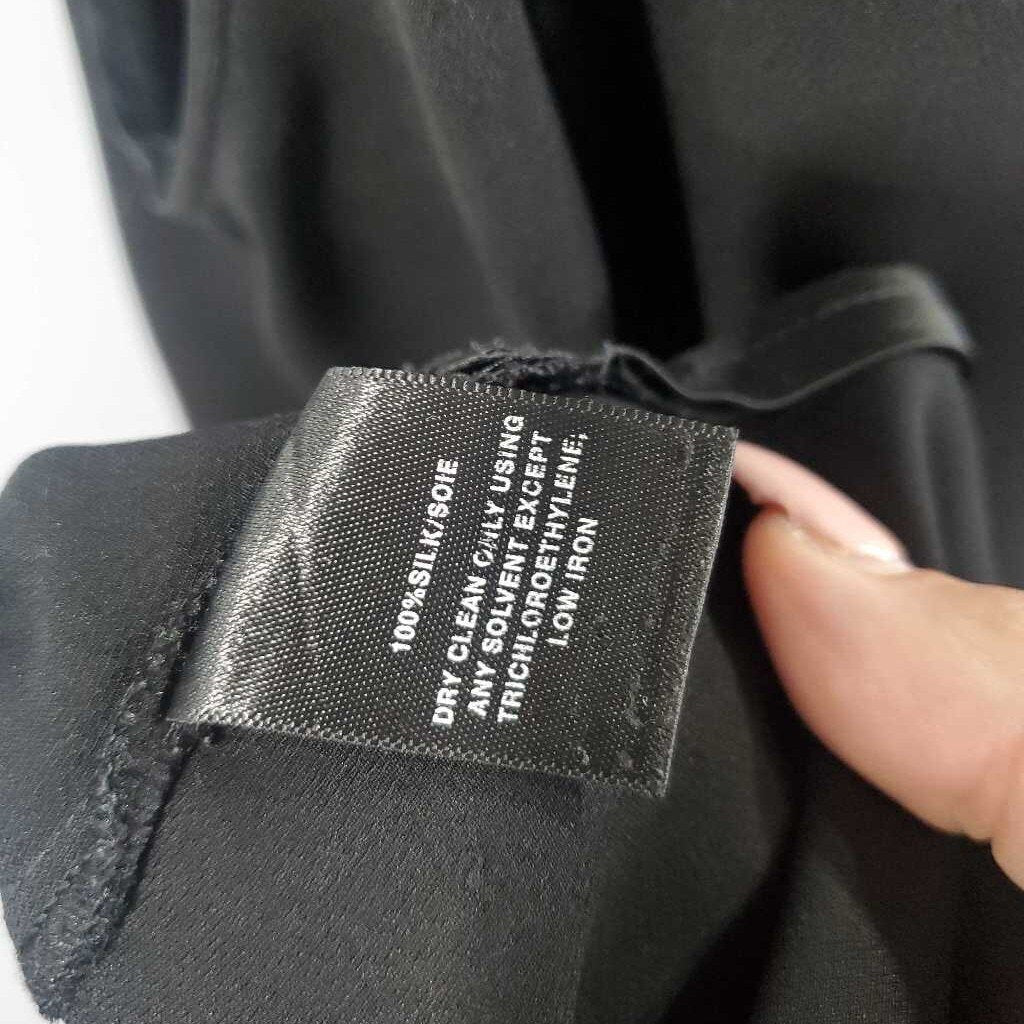 100%SILK/SOIE
DRY CLEAN ONLY USING
ANY SOLVENT EXCEPT
TRICHLOROETHYLENE;
LOW IRON